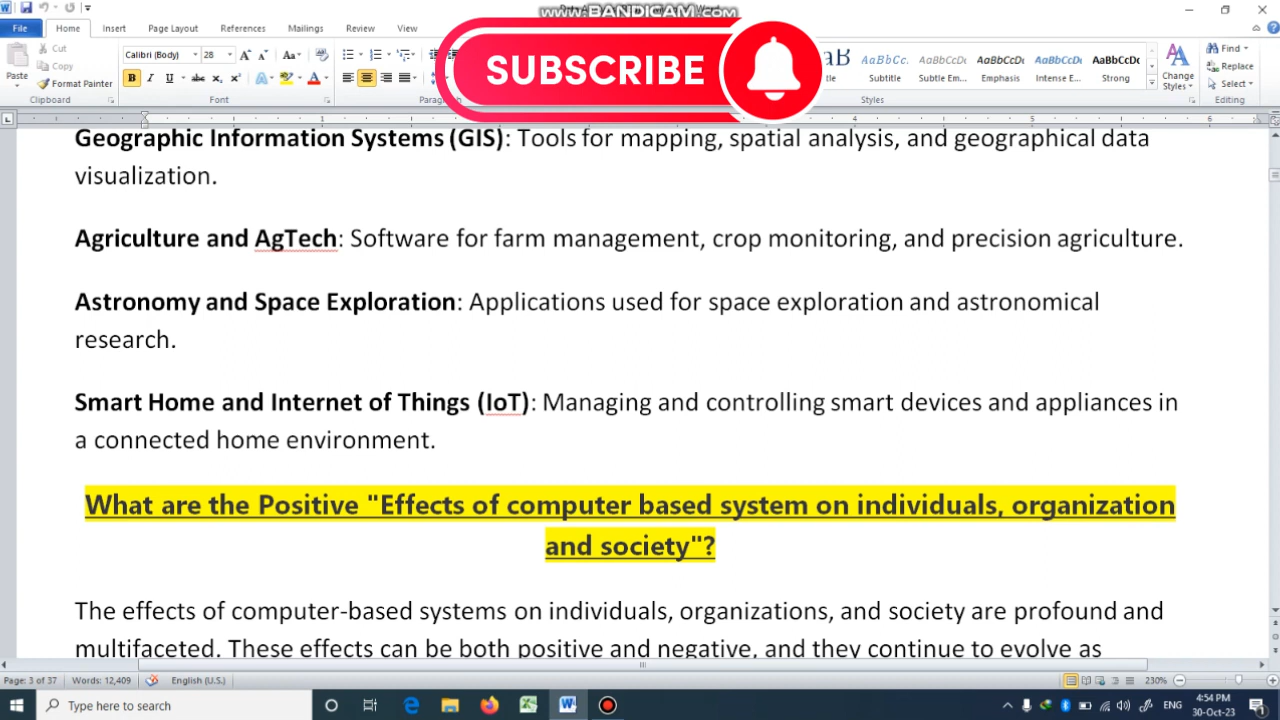 www.BANDICAM.com
File Home Insert Page Layout References Mailings Review View
Cut
Copy
Format Painter
Paste
Clipboard
Calibri (Body) 28
Font
Paragraph
SUBSCRIBE
Subtitle Subtle Em... Emphasis Intense E... Strong
Styles
Change
Styles
Find
Replace
Select
Editing
Geographic Information Systems (GIS): Tools for mapping, spatial analysis, and geographical data
visualization.
Agriculture and AgTech: Software for farm management, crop monitoring, and precision agriculture.
Astronomy and Space Exploration: Applications used for space exploration and astronomical
research.
Smart Home and Internet of Things (IoT): Managing and controlling smart devices and appliances in
a connected home environment.
What are the Positive "Effects of computer based system on individuals, organization
and society"?
The effects of computer-based systems on individuals, organizations, and society are profound and
multifaceted. These effects can be both positive and negative, and they continue to evolve as
Page: 3 of 37 Words: 12,409 English (U.S.) 230%
Type here to search
ENG
4:54 PM
30-Oct-23